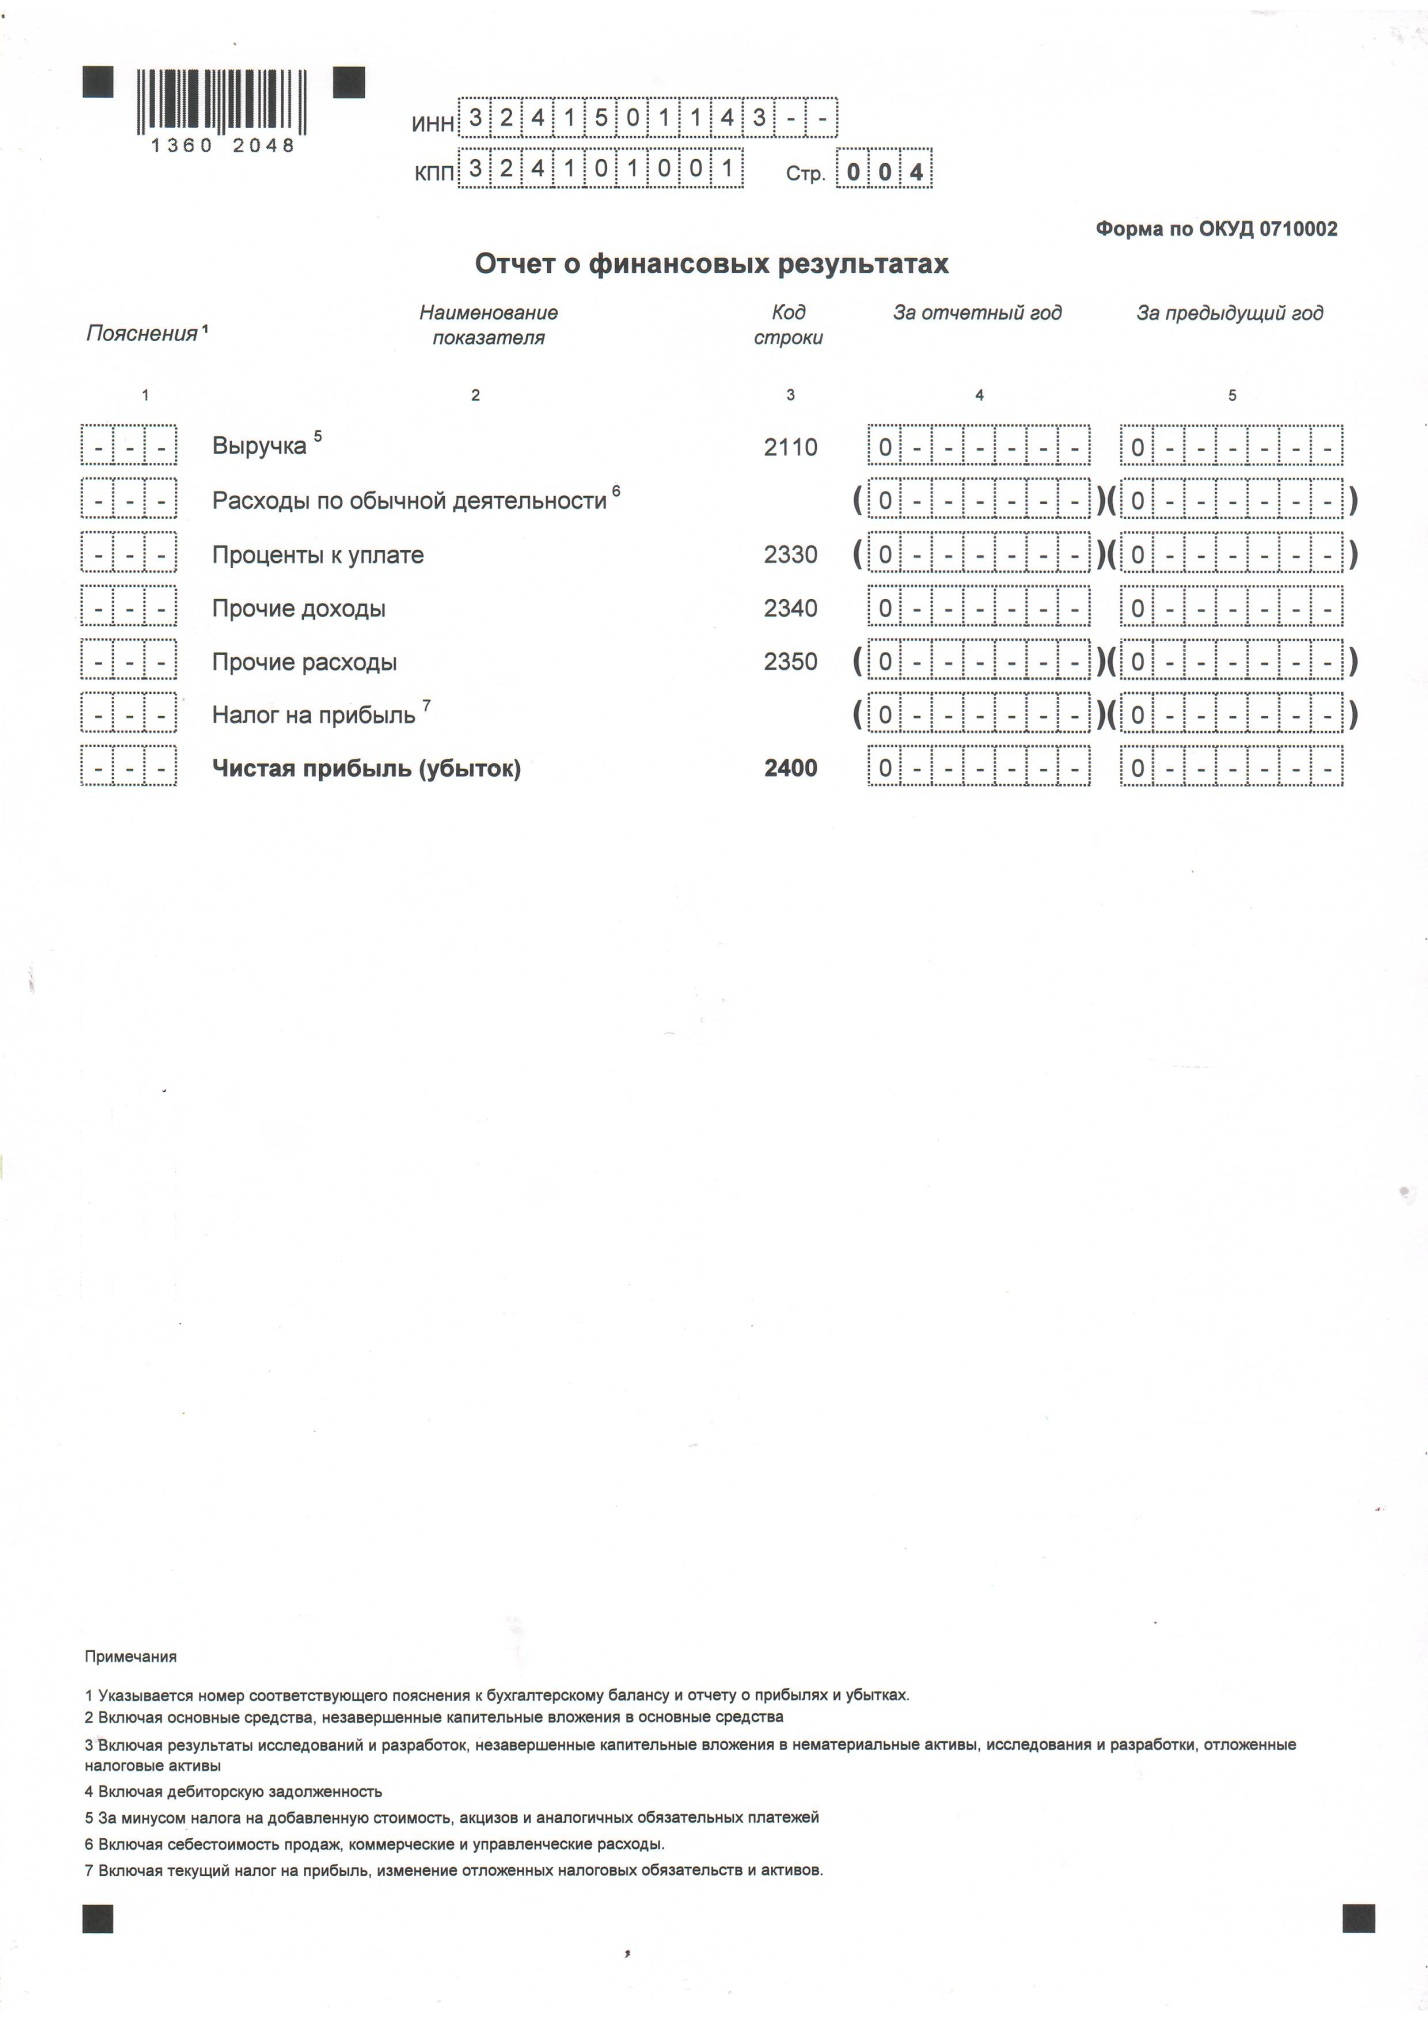 1360 2048
ИНН 3241501143--
КПП 324101001 Стр. 004
Форма по ОКУД 0710002
Отчет о финансовых результатах
Пояснения 1 Наименование показателя Код строки За отчетный год За предыдущий год
1 2 3 4 5
--- Выручка 5 2110 0------ 0------
--- Расходы по обычной деятельности 6 (0------)(0------)
--- Проценты к уплате 2330 (0------)(0------)
--- Прочие доходы 2340 0------ 0------
--- Прочие расходы 2350 (0------)(0------)
--- Налог на прибыль 7 (0------)(0------)
--- Чистая прибыль (убыток) 2400 0------ 0------
Примечания
1 Указывается номер соответствующего пояснения к бухгалтерскому балансу и отчету о прибылях и убытках.
2 Включая основные средства, незавершенные капительные вложения в основные средства
3 Включая результаты исследований и разработок, незавершенные капительные вложения в нематериальные активы, исследования и разработки, отложенные
налоговые активы
4 Включая дебиторскую задолженность
5 За минусом налога на добавленную стоимость, акцизов и аналогичных обязательных платежей
6 Включая себестоимость продаж, коммерческие и управленческие расходы.
7 Включая текущий налог на прибыль, изменение отложенных налоговых обязательств и активов.